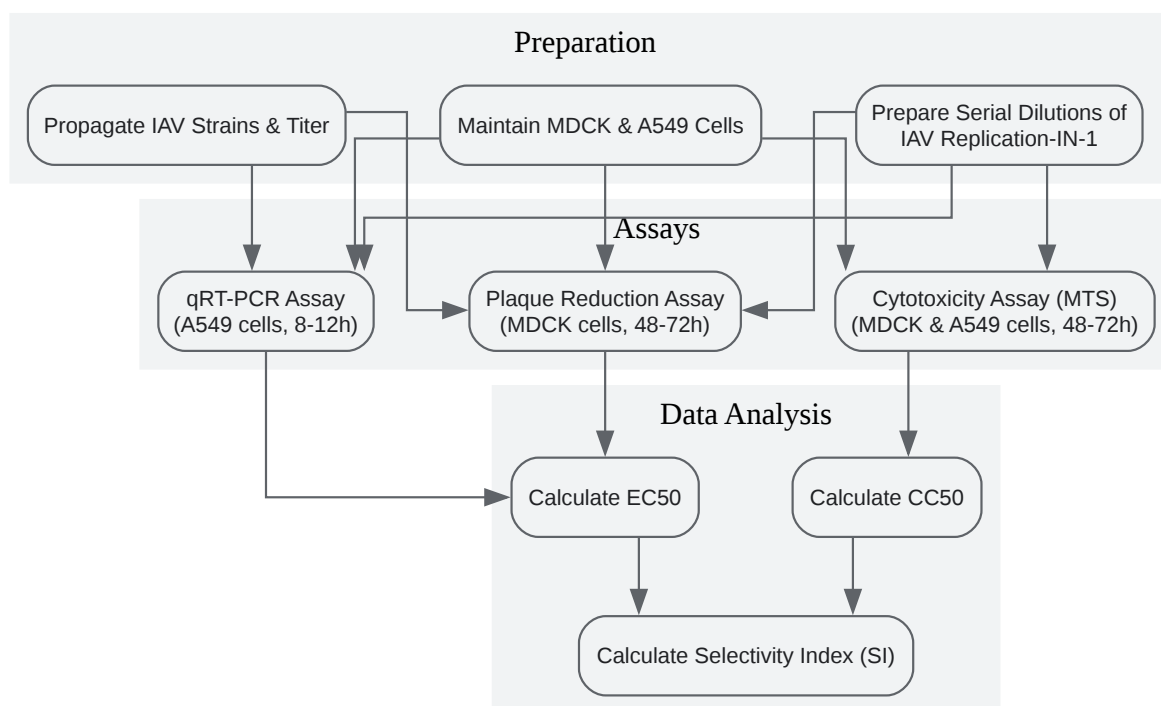 Preparation
Propagate IAV Strains & Titer
Maintain MDCK & A549 Cells
Prepare Serial Dilutions of
IAV Replication-IN-1
Assays
qRT-PCR Assay
(A549 cells, 8-12h)
Plaque Reduction Assay
(MDCK cells, 48-72h)
Cytotoxicity Assay (MTS)
(MDCK & A549 cells, 48-72h)
Data Analysis
Calculate EC50
Calculate CC50
Calculate Selectivity Index (SI)